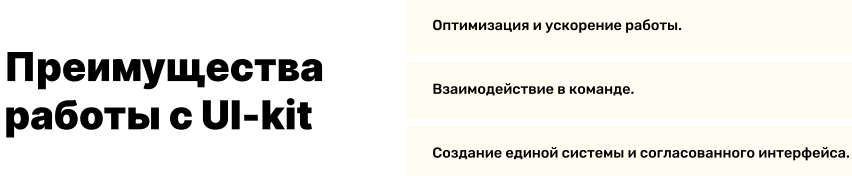 Преимущества
работы с UI-kit
Оптимизация и ускорение работы.
Взаимодействие в команде.
Создание единой системы и согласованного интерфейса.